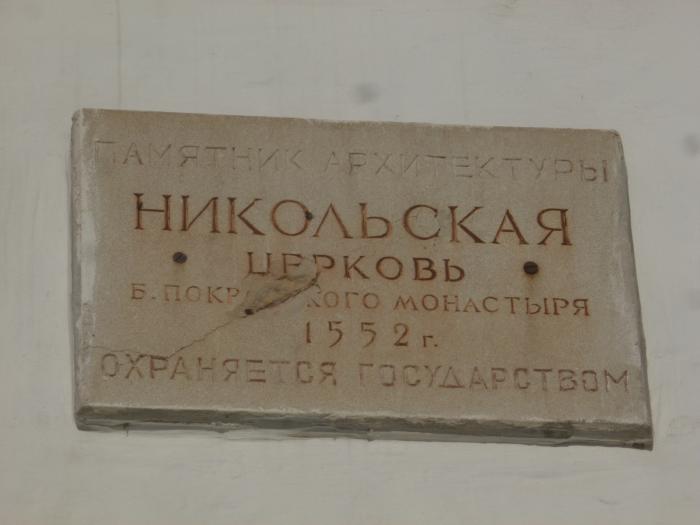 ПАМЯТНИК АРХИТЕКТУРЫ
НИКОЛЬСКАЯ
ЦЕРКОВЬ
Б. МОНАСТЫРЯ
1552 г.
ОХРАНЯЕТСЯ ГОСУДАРСТВОМ